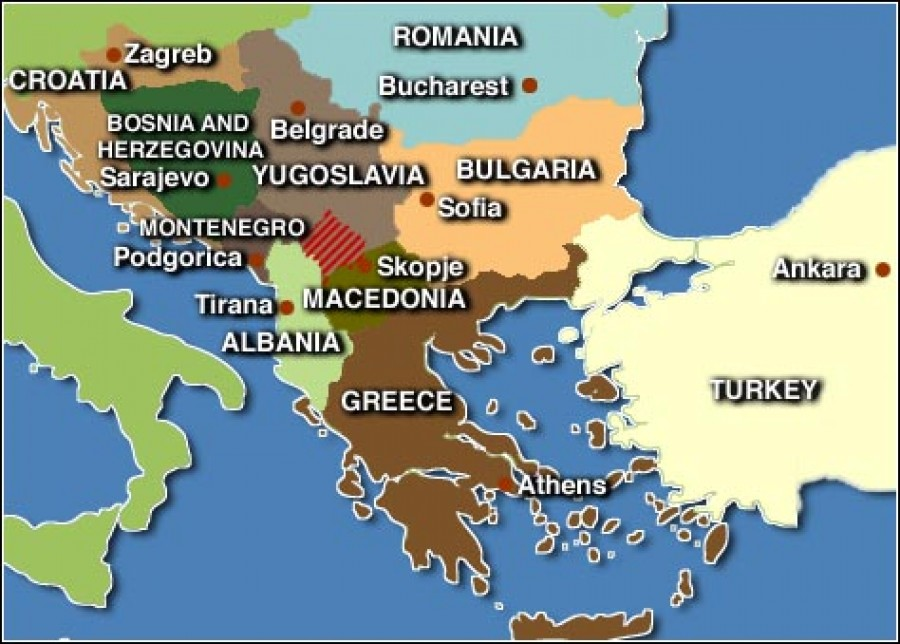 ROMANIA
Zagreb
CROATIA
Bucharest
BOSNIA AND
HERZEGOVINA
Belgrade
Sarajevo
YUGOSLAVIA
BULGARIA
Sofia
MONTENEGRO
Podgorica
Skopje
Ankara
Tirana
MACEDONIA
ALBANIA
TURKEY
GREECE
Athens